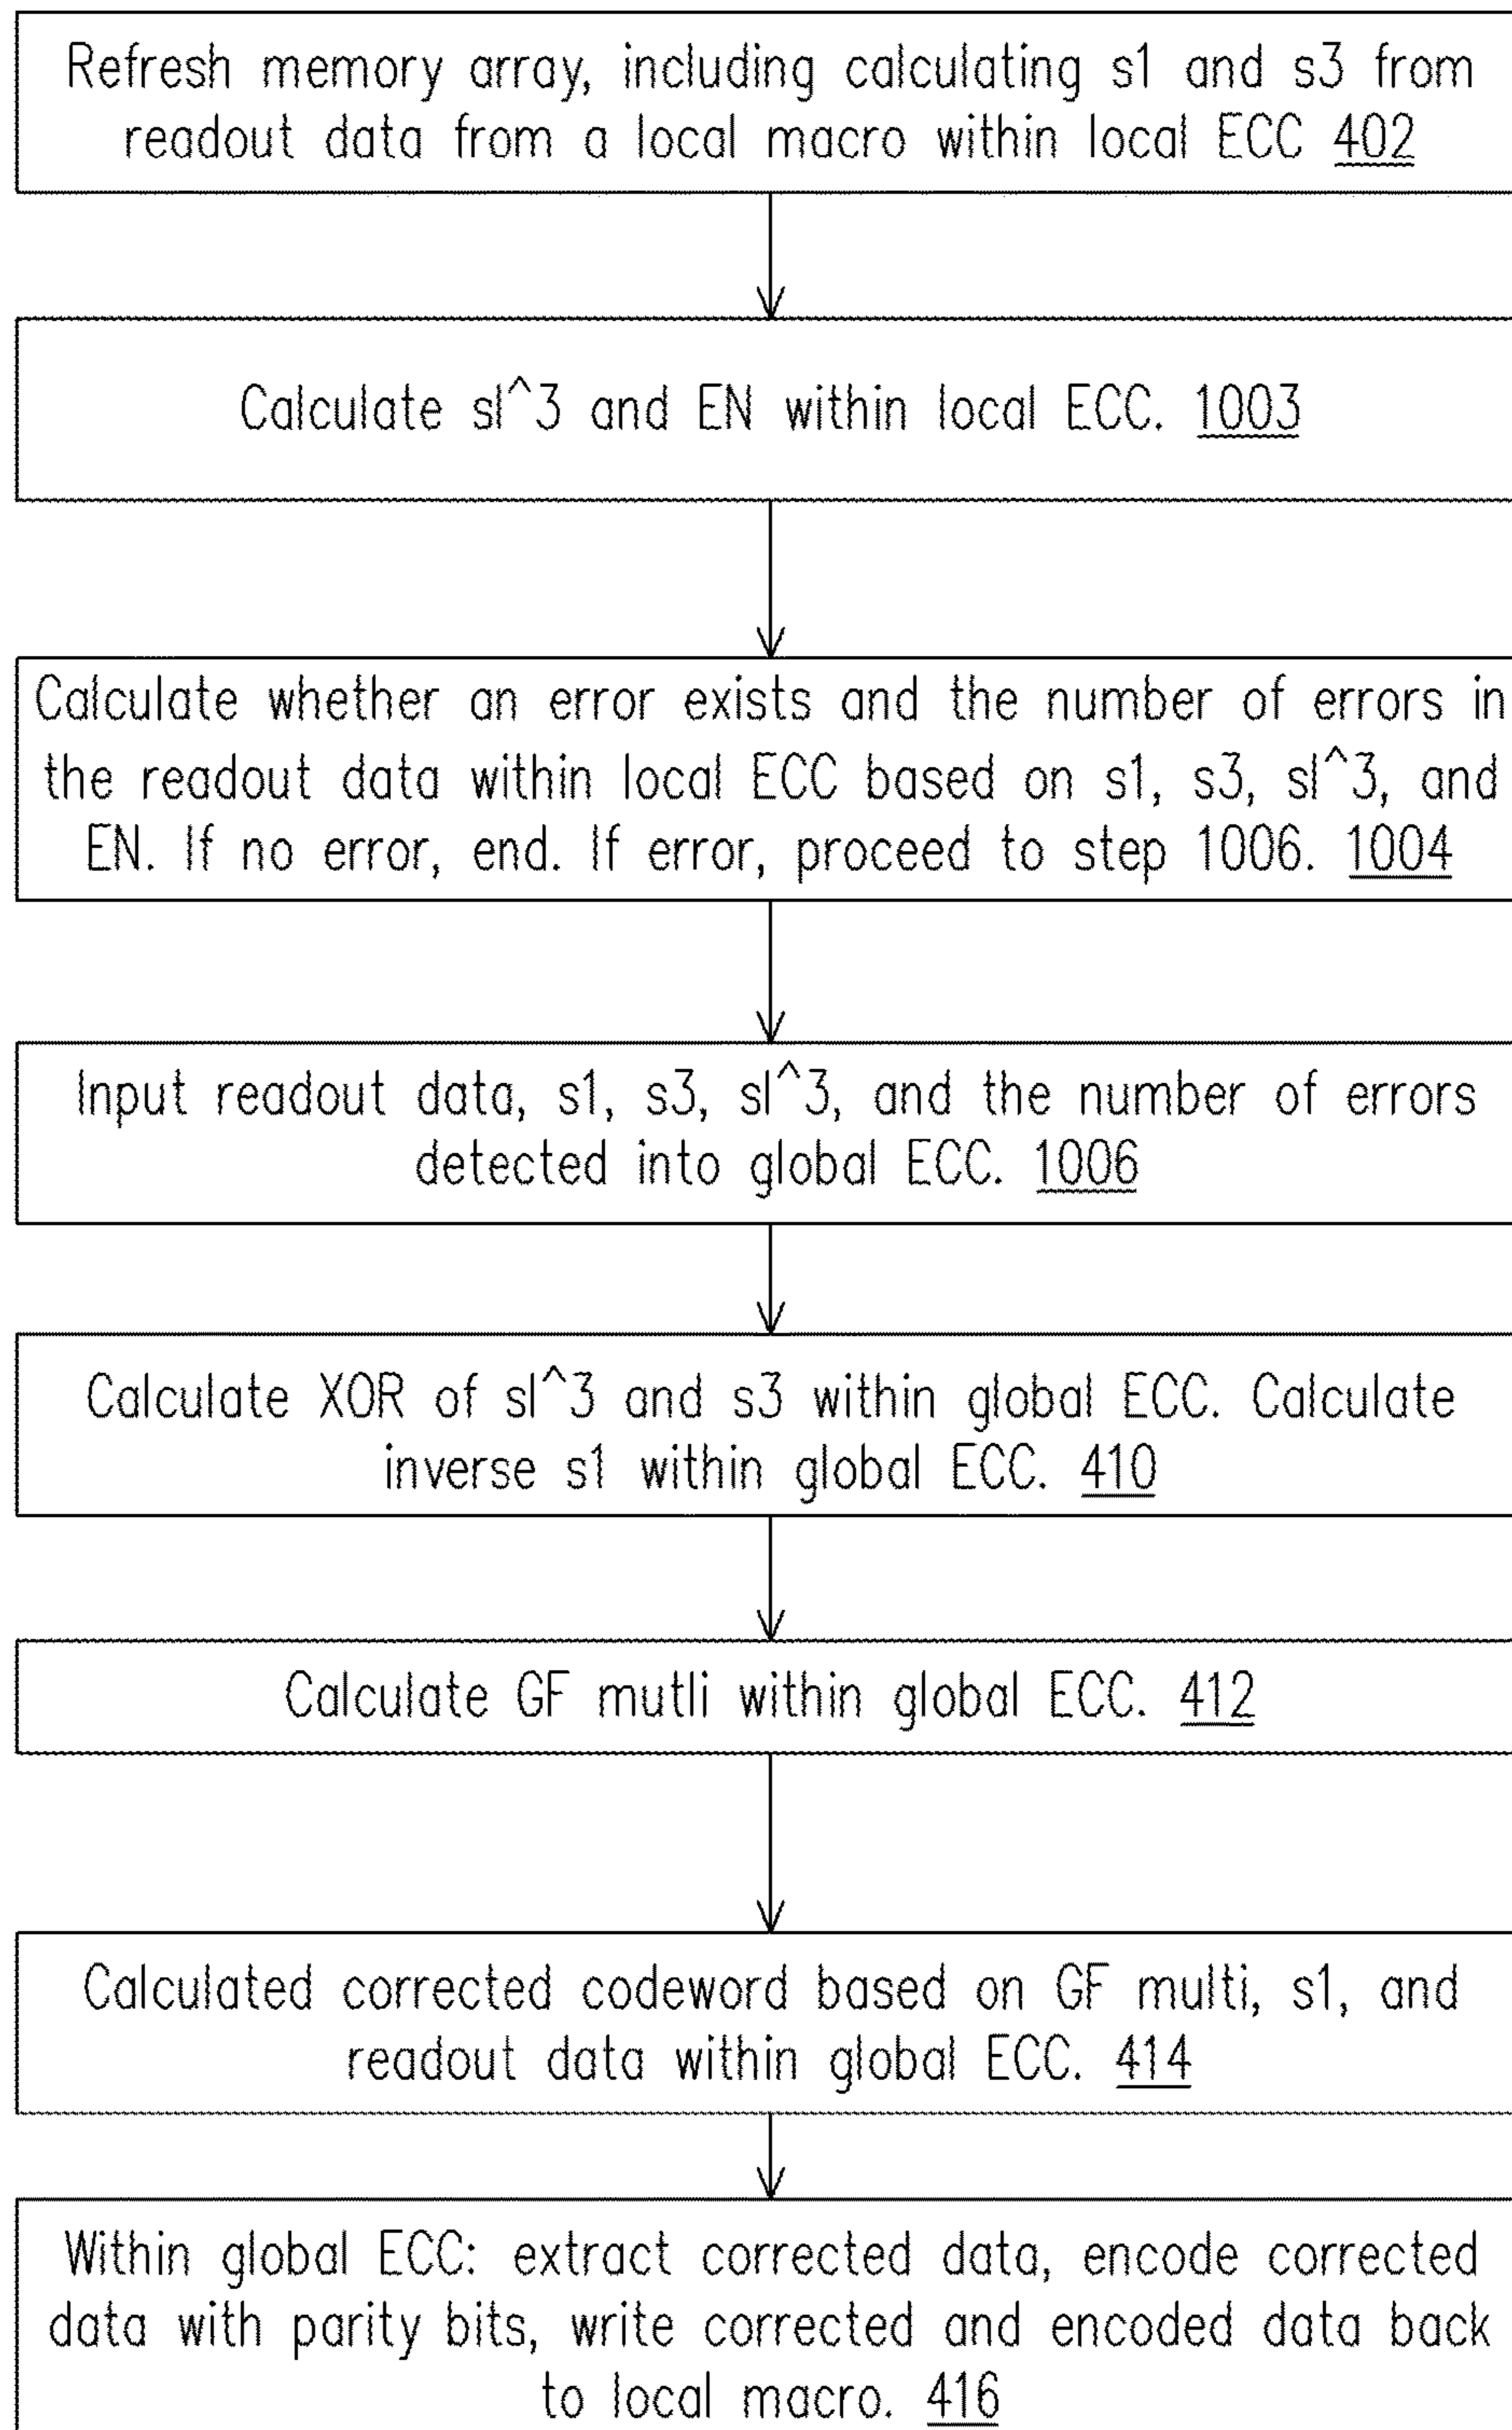 Refresh memory array, including calculating s1 and s3 from
readout data from a local macro within local ECC 402
Calculate sl^3 and EN within local ECC. 1003
Calculate whether an error exists and the number of errors in
the readout data within local ECC based on s1, s3, sl^3, and
EN. If no error, end. If error, proceed to step 1006. 1004
Input readout data, s1, s3, sl^3, and the number of errors
detected into global ECC. 1006
Calculate XOR of sl^3 and s3 within global ECC. Calculate
inverse s1 within global ECC. 410
Calculate GF mutli within global ECC. 412
Calculated corrected codeword based on GF multi, s1, and
readout data within global ECC. 414
Within global ECC: extract corrected data, encode corrected
data with parity bits, write corrected and encoded data back
to local macro. 416